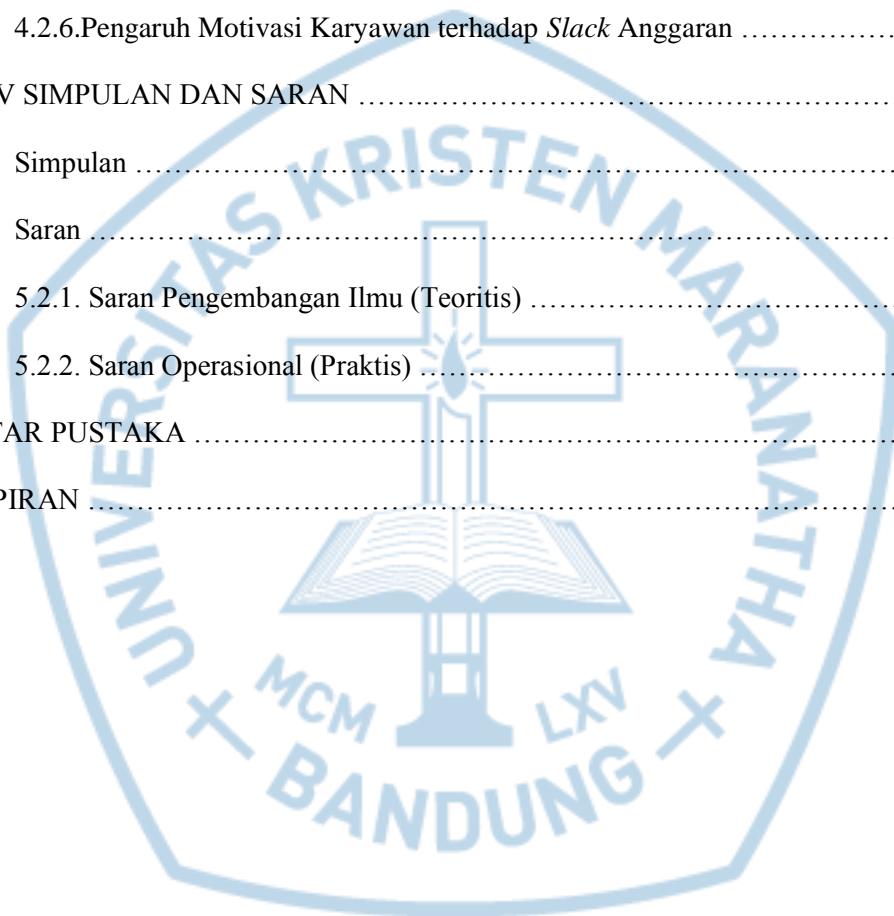 4.2.6.Pengaruh Motivasi Karyawan terhadap Slack Anggaran ……………
V SIMPULAN DAN SARAN ……..……………………………………………
Simpulan ……………………………………………………………………
Saran …………………………………………………………………………
5.2.1. Saran Pengembangan Ilmu (Teoritis) …………………………………
5.2.2. Saran Operasional (Praktis) ……………………………………………
TAR PUSTAKA ………………………………………………………………
PIRAN …………………………………………………………………………
UNIVERSITAS KRISTEN MARANATHA
MCM LXV
BANDUNG